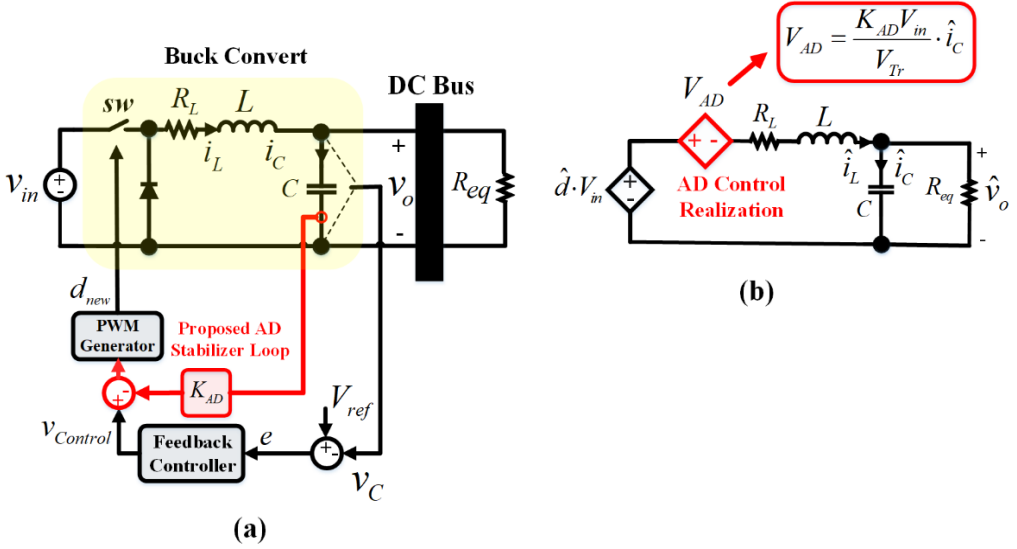 Buck Convert
DC Bus
sw
R_L
L
i_L
i_C
C
v_in
+
-
+
v_o
-
R_eq
d_new
PWM
Generator
Proposed AD
Stabilizer Loop
-
+
K_AD
V_ref
v_Control
Feedback
Controller
e
+
-
v_C
(a)
V_AD = K_AD V_in / V_Tr · î_C
V_AD
+ -
R_L
L
î_L
î_C
AD Control
Realization
d̂·V_in
+
-
C
R_eq
+
v̂_o
-
(b)